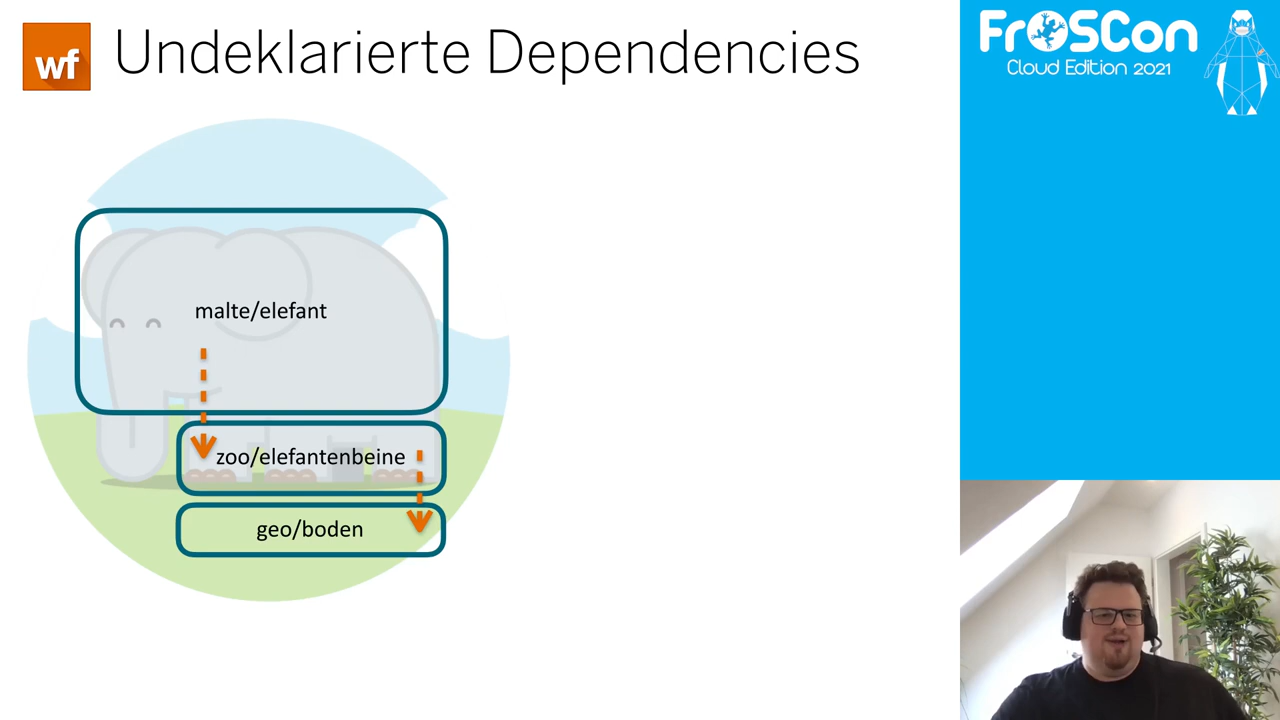 wf
Undeklarierte Dependencies
malte/elefant
zoo/elefantenbeine
geo/boden
FrOSCon
Cloud Edition 2021